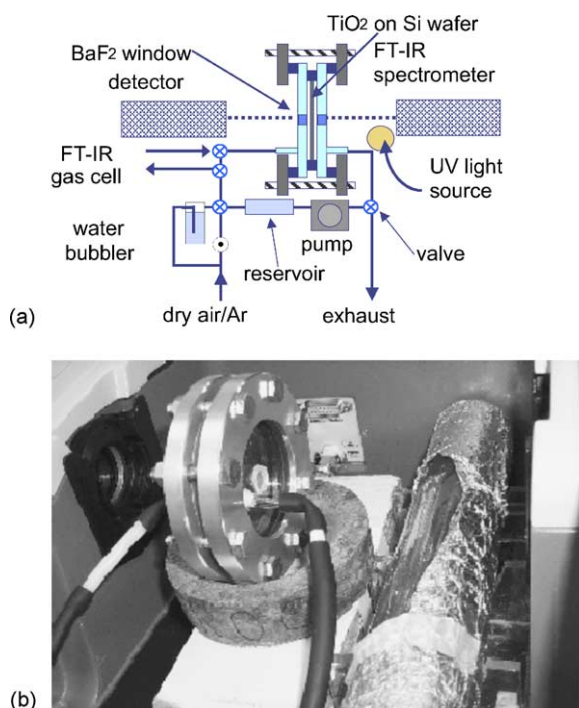 TiO2 on Si wafer
BaF2 window
FT-IR
detector
spectrometer
FT-IR
gas cell
UV light
source
water
bubbler
pump
valve
reservoir
(a)
dry air/Ar
exhaust
(b)